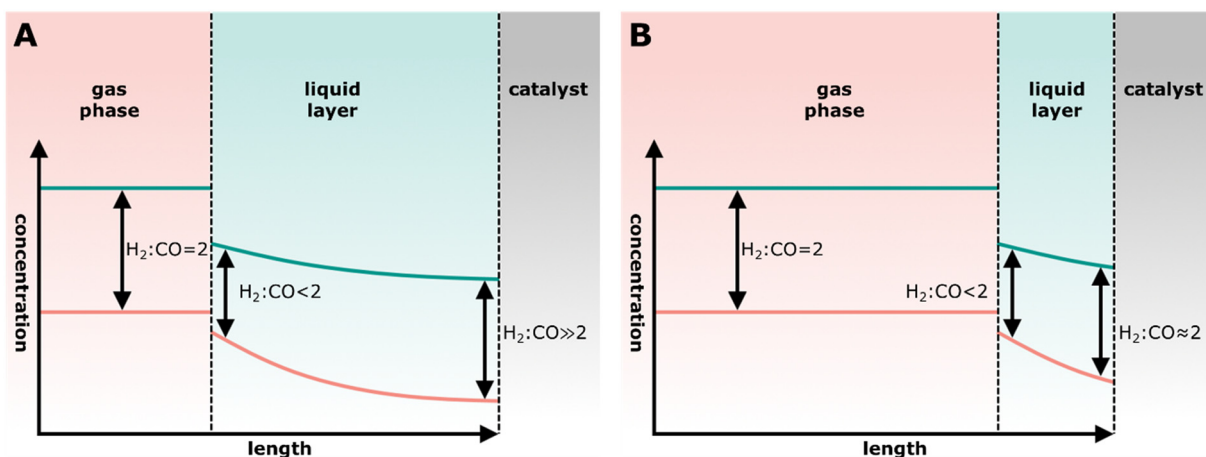 A
gas
phase
liquid
layer
catalyst
concentration
H₂:CO=2
H₂:CO<2
H₂:CO≫2
length
B
gas
phase
liquid
layer
catalyst
concentration
H₂:CO=2
H₂:CO<2
H₂:CO≈2
length